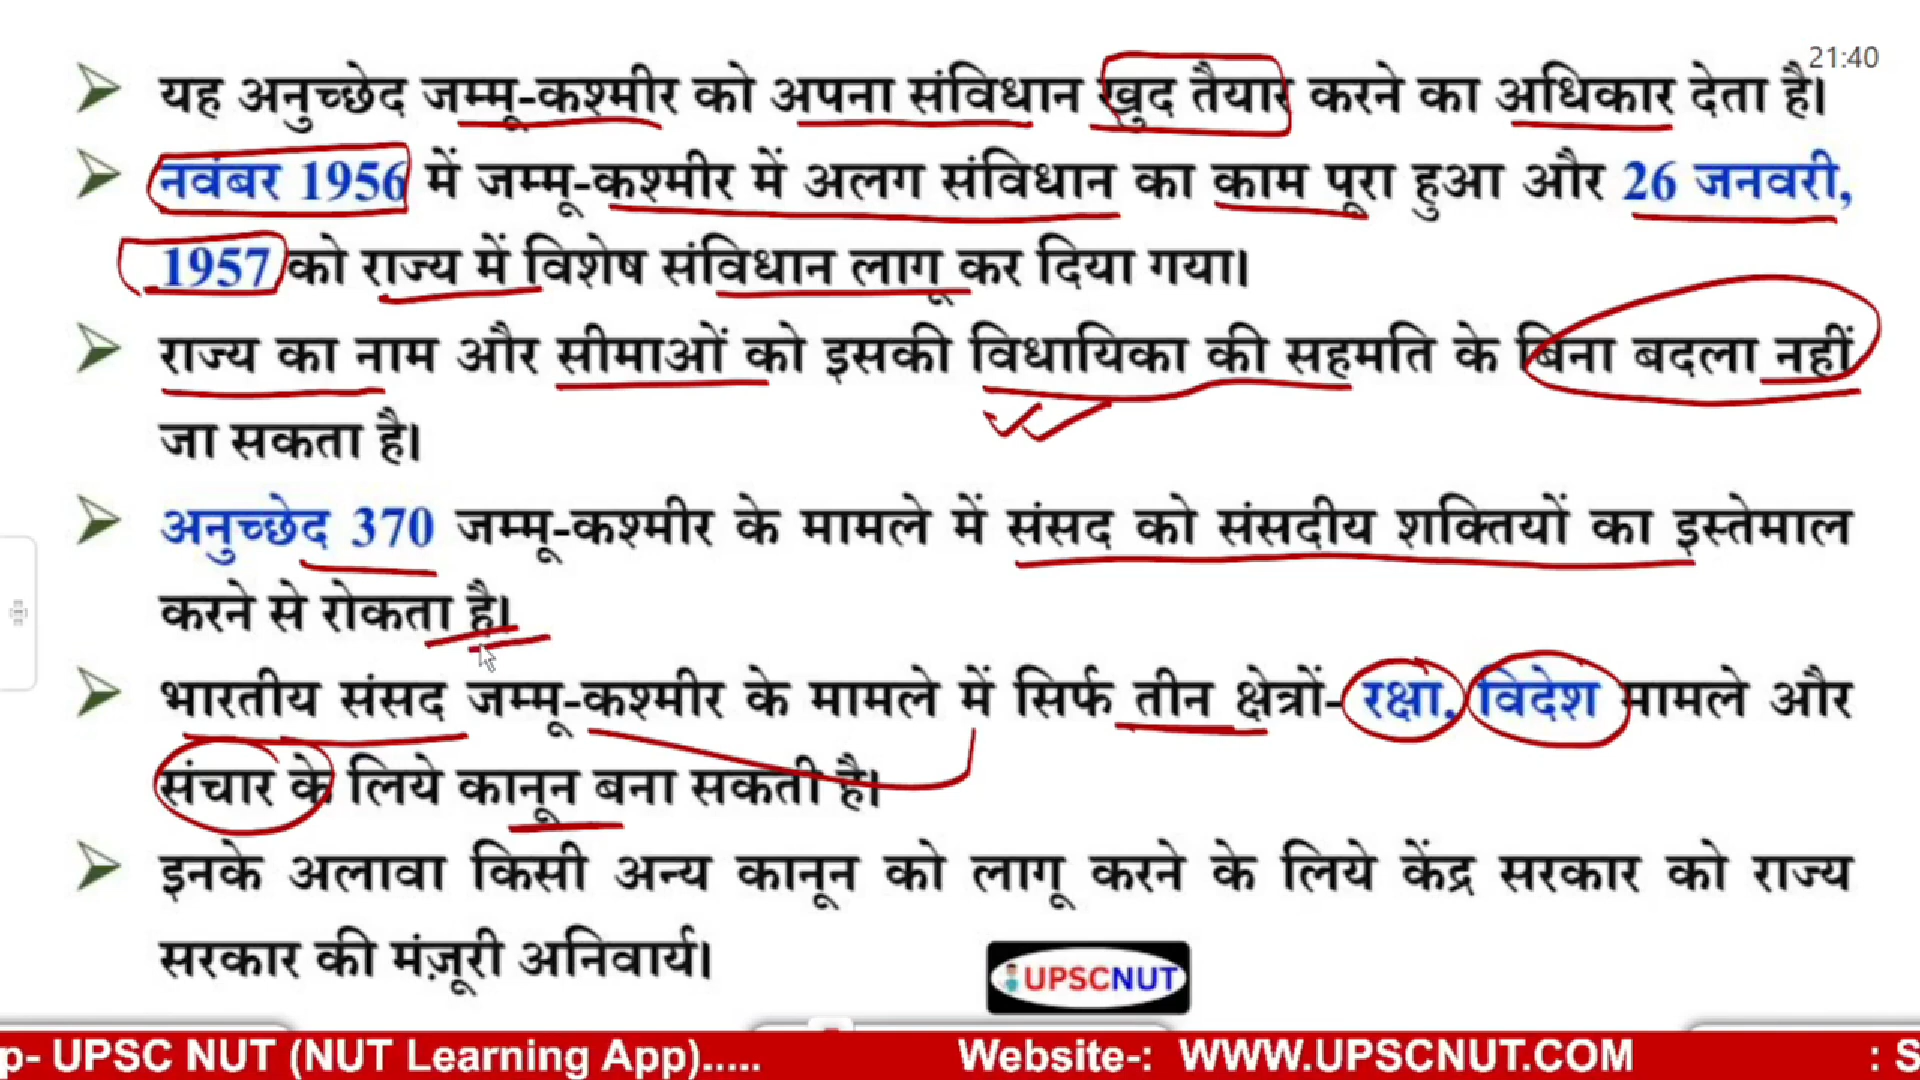 21:40
यह अनुच्छेद जम्मू-कश्मीर को अपना संविधान खुद तैयार करने का अधिकार देता है।
नवंबर 1956 में जम्मू-कश्मीर में अलग संविधान का काम पूरा हुआ और 26 जनवरी,
1957 को राज्य में विशेष संविधान लागू कर दिया गया।
राज्य का नाम और सीमाओं को इसकी विधायिका की सहमति के बिना बदला नहीं
जा सकता है।
अनुच्छेद 370 जम्मू-कश्मीर के मामले में संसद को संसदीय शक्तियों का इस्तेमाल
करने से रोकता है।
भारतीय संसद जम्मू-कश्मीर के मामले में सिर्फ तीन क्षेत्रों- रक्षा, विदेश मामले और
संचार के लिये कानून बना सकती है।
इनके अलावा किसी अन्य कानून को लागू करने के लिये केंद्र सरकार को राज्य
सरकार की मंज़ूरी अनिवार्य।
UPSCNUT
p- UPSC NUT (NUT Learning App)..... Website-: WWW.UPSCNUT.COM : S